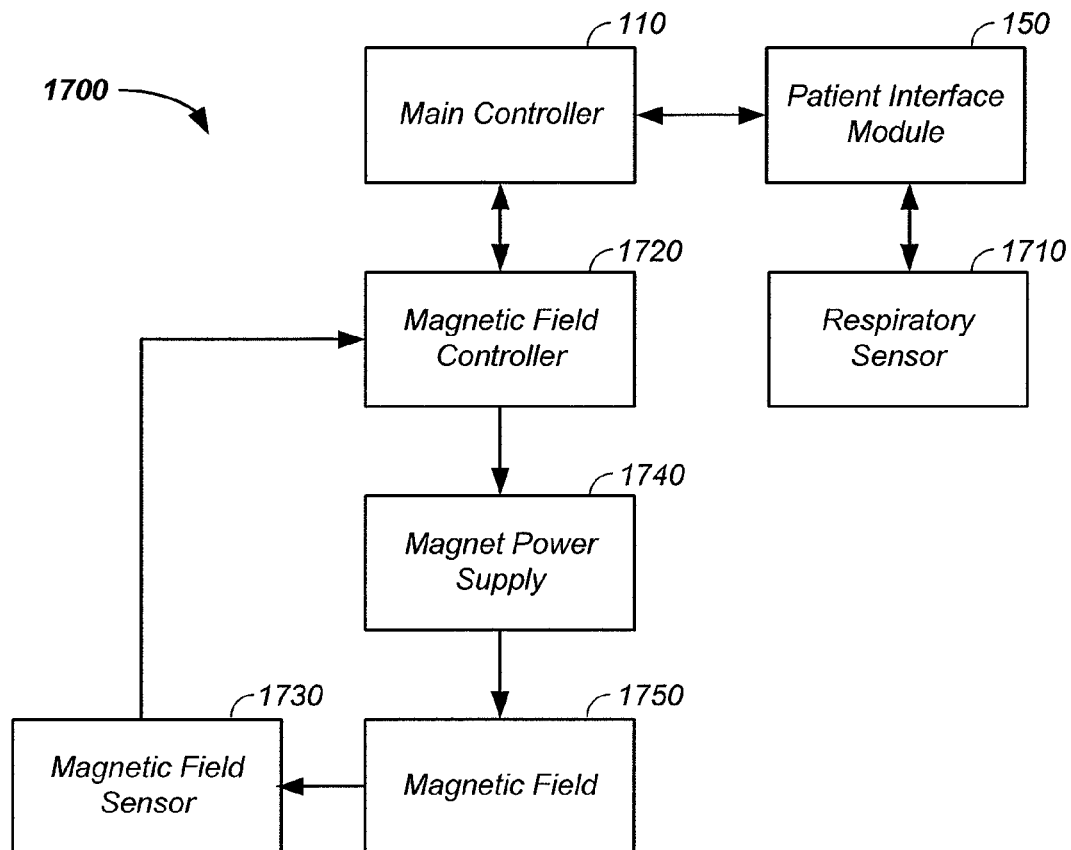 110
150
1700
Main Controller
Patient Interface
Module
1720
1710
Magnetic Field
Controller
Respiratory
Sensor
1740
Magnet Power
Supply
1730
1750
Magnetic Field
Sensor
Magnetic Field